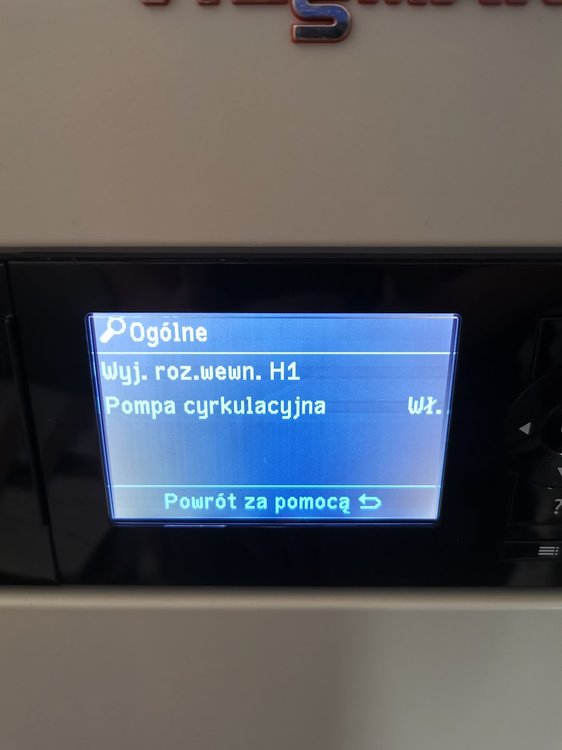 Ogólne
Wyj. roz.wewn. H1
Pompa cyrkulacyjna Wł.
Powrót za pomocą
?